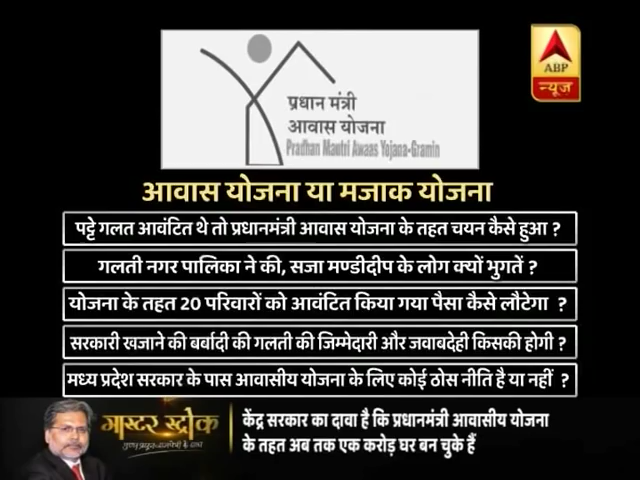 ABP
न्यूज़
प्रधान मंत्री
आवास योजना
Pradhan Mantri Awaas Yojana-Gramin
आवास योजना या मजाक योजना
पट्टे गलत आवंटित थे तो प्रधानमंत्री आवास योजना के तहत चयन कैसे हुआ ?
गलती नगर पालिका ने की, सजा मण्डीदीप के लोग क्यों भुगतें ?
योजना के तहत 20 परिवारों को आवंटित किया गया पैसा कैसे लौटेगा ?
सरकारी खजाने की बर्बादी की गलती की जिम्मेदारी और जवाबदेही किसकी होगी ?
मध्य प्रदेश सरकार के पास आवासीय योजना के लिए कोई ठोस नीति है या नहीं ?
मास्टर स्ट्रोक
केंद्र सरकार का दावा है कि प्रधानमंत्री आवासीय योजना
के तहत अब तक एक करोड़ घर बन चुके हैं